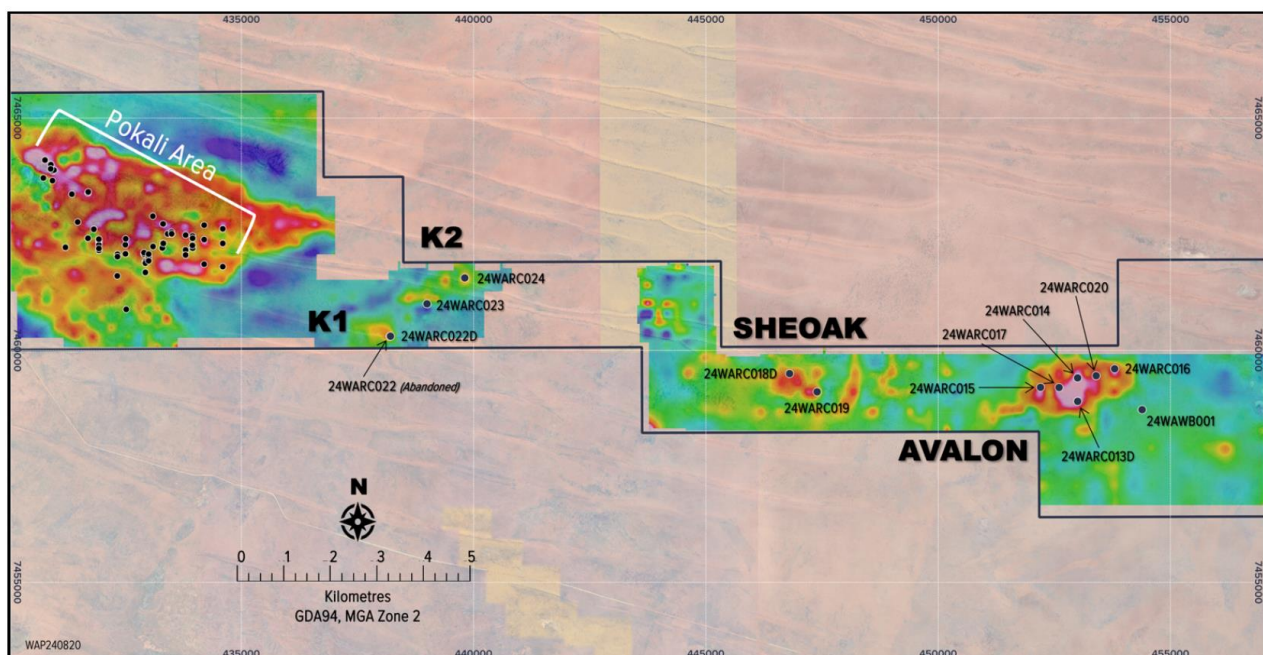 435000
440000
445000
450000
455000
7465000
7465000
Pokali Area
K2
24WARC024
24WARC023
K1
24WARC022D
24WARC022 (Abandoned)
7460000
7460000
SHEOAK
24WARC020
24WARC014
24WARC017
24WARC018D
24WARC015
24WARC016
24WARC019
24WAWB001
AVALON
24WARC013D
N
0 1 2 3 4 5
Kilometres
GDA94, MGA Zone 2
7455000
7455000
WAP240820
435000
440000
445000
450000
455000